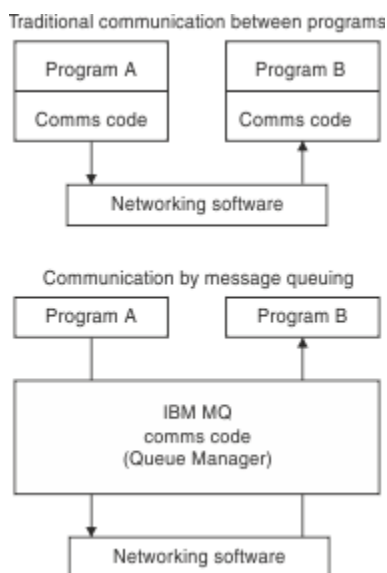 Traditional communication between programs
Program A
Program B
Comms code
Comms code
Networking software
Communication by message queuing
Program A
Program B
IBM MQ
comms code
(Queue Manager)
Networking software